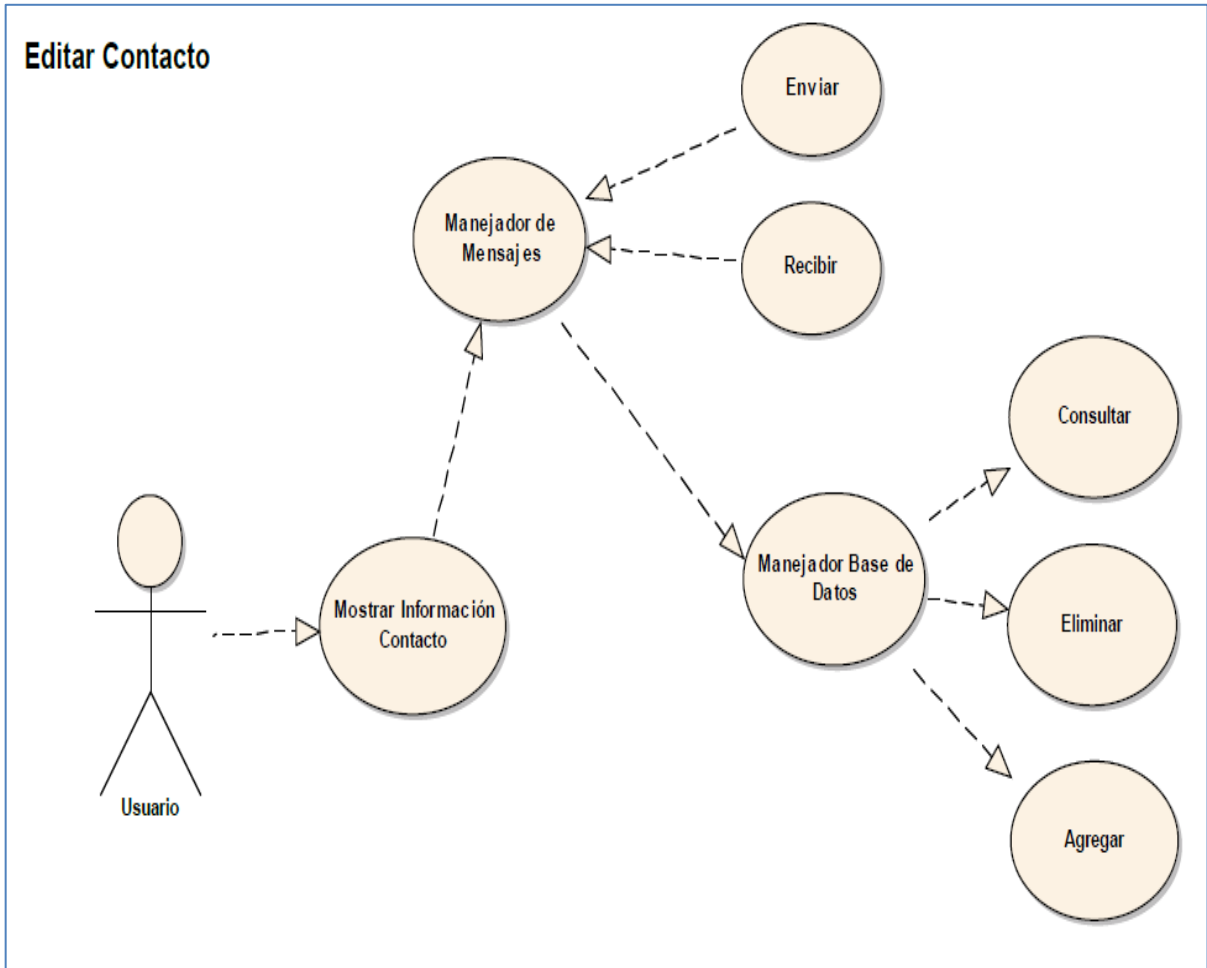 Editar Contacto
Enviar
Manejador de
Mensajes
Recibir
Consultar
Manejador Base de
Datos
Mostrar Información
Contacto
Eliminar
Usuario
Agregar